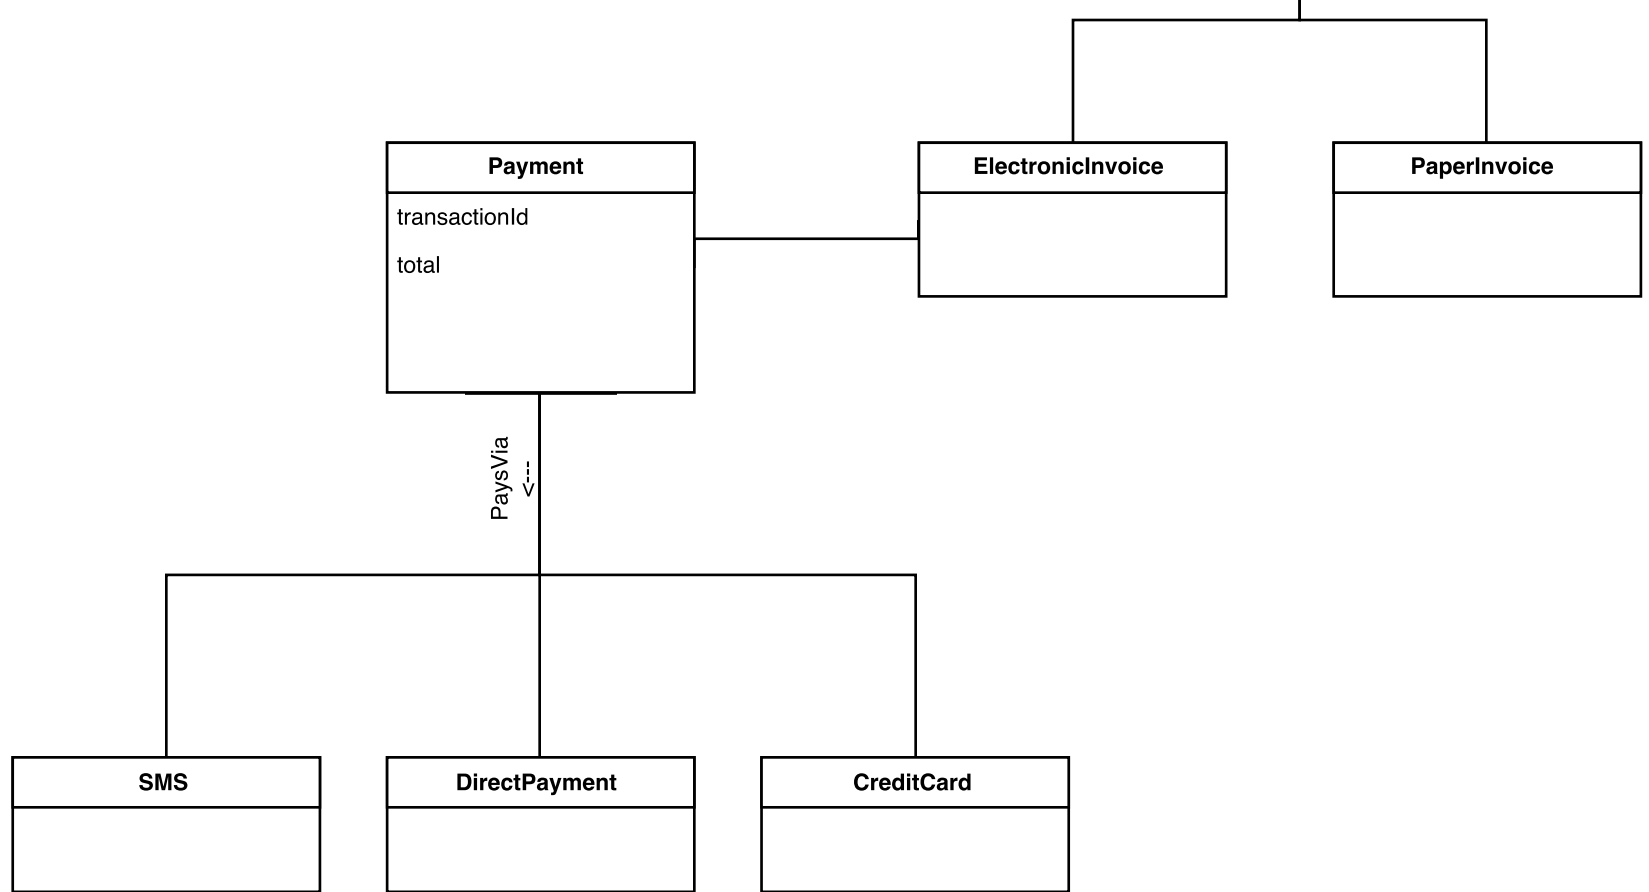 Payment
transactionId
total
ElectronicInvoice
PaperInvoice
PaysVia
<---
SMS
DirectPayment
CreditCard